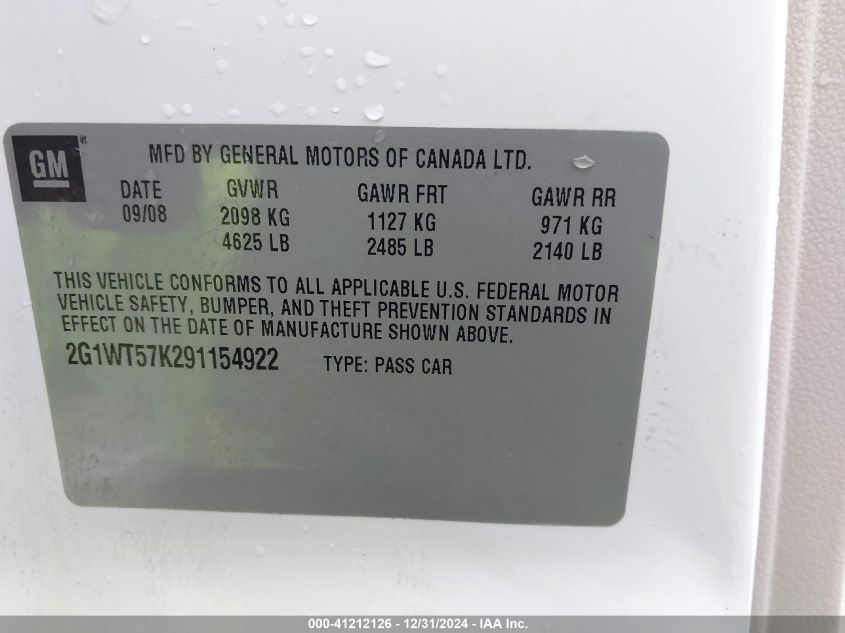 GM ®
MFD BY GENERAL MOTORS OF CANADA LTD.
DATE GVWR GAWR FRT GAWR RR
09/08 2098 KG 1127 KG 971 KG
4625 LB 2485 LB 2140 LB
THIS VEHICLE CONFORMS TO ALL APPLICABLE U.S. FEDERAL MOTOR
VEHICLE SAFETY, BUMPER, AND THEFT PREVENTION STANDARDS IN
EFFECT ON THE DATE OF MANUFACTURE SHOWN ABOVE.
2G1WT57K291154922 TYPE: PASS CAR
000-41212126 - 12/31/2024 - IAA Inc.